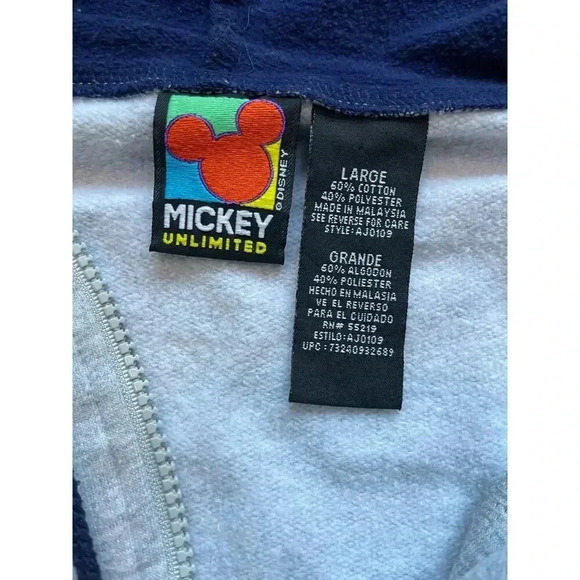 © DISNEY
MICKEY
UNLIMITED
LARGE
60% COTTON
40% POLYESTER
MADE IN MALAYSIA
SEE REVERSE FOR CARE
STYLE: AJ0109
GRANDE
60% ALGODON
40% POLIESTER
HECHO EN MALASIA
VE EL REVERSO
PARA EL CUIDADO
RN# 55219
ESTILO: AJ0109
UPC : 73240932689